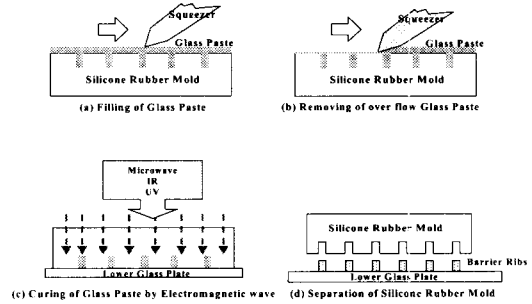 Squeezer
Glass Paste
Silicone Rubber Mold
(a) Filling of Glass Paste
Squeezer
Glass Paste
Silicone Rubber Mold
(b) Removing of over flow Glass Paste
Microwave
IR
UV
Lower Glass Plate
(c) Curing of Glass Paste by Electromagnetic wave
Silicone Rubber Mold
Barrier Ribs
Lower Glass Plate
(d) Separation of Silicone Rubber Mold